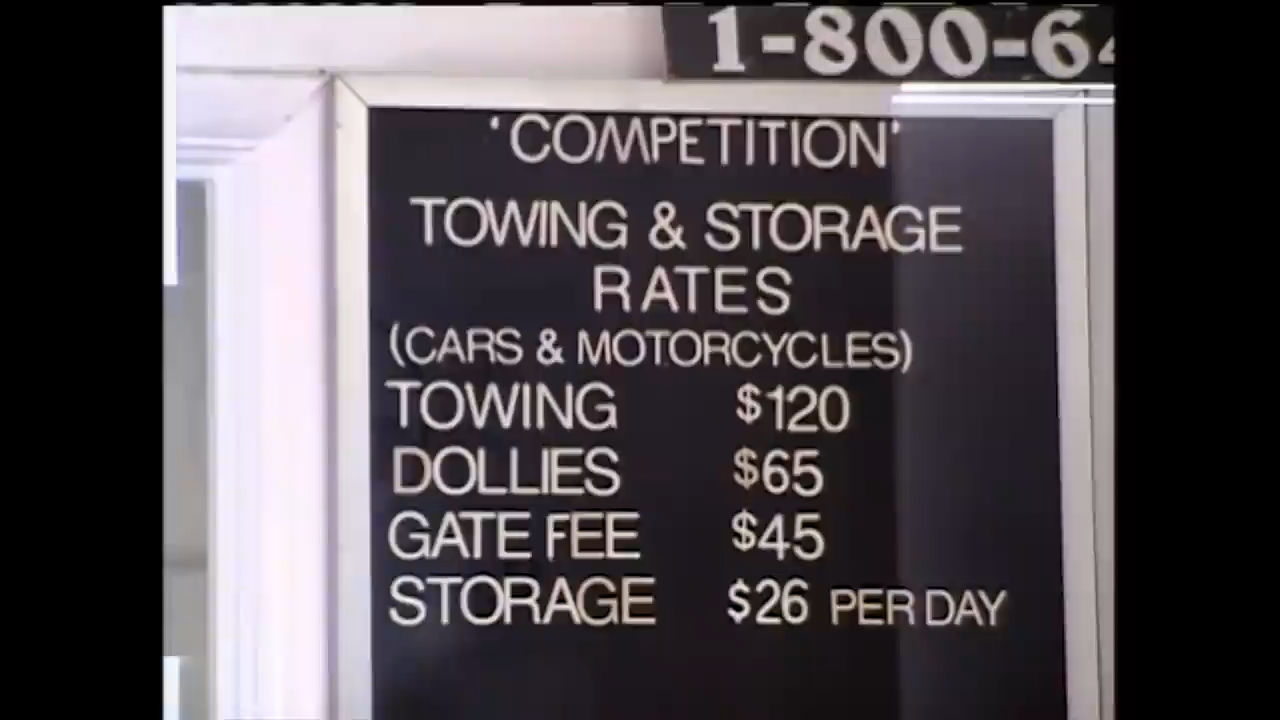 1-800-64
'COMPETITION'
TOWING & STORAGE
RATES
(CARS & MOTORCYCLES)
TOWING $120
DOLLIES $65
GATE FEE $45
STORAGE $26 PER DAY